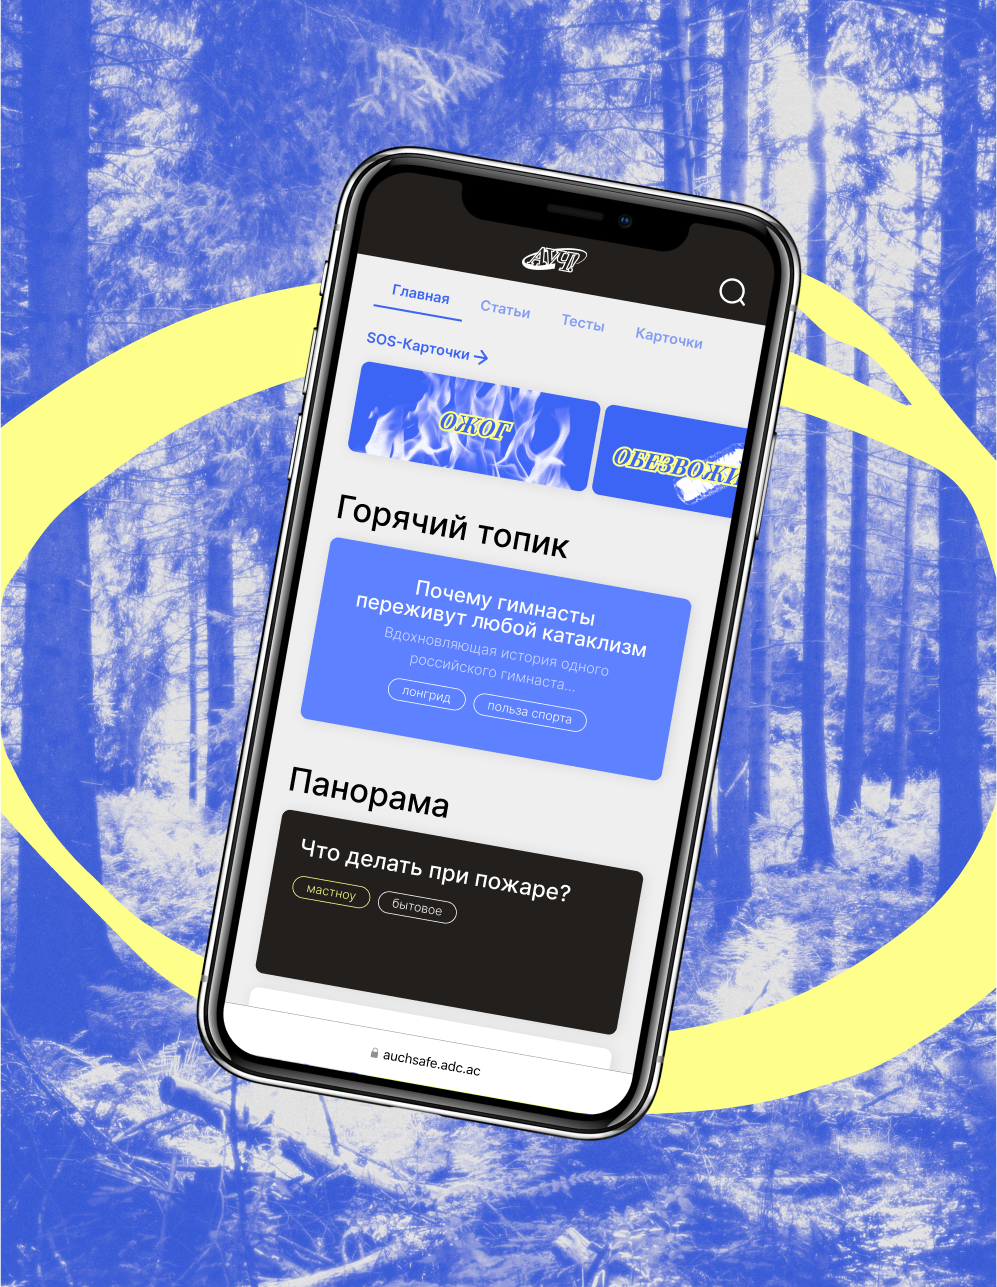 АУЧ
Главная
Статьи
Тесты
Карточки
SOS-Карточки →
ОЖОГ
ОБЕЗВОЖИ
Горячий топик
Почему гимнасты
переживут любой катаклизм
Вдохновляющая история одного
российского гимнаста...
лонгрид
польза спорта
Панорама
Что делать при пожаре?
мастноу
бытовое
auchsafe.adc.ac